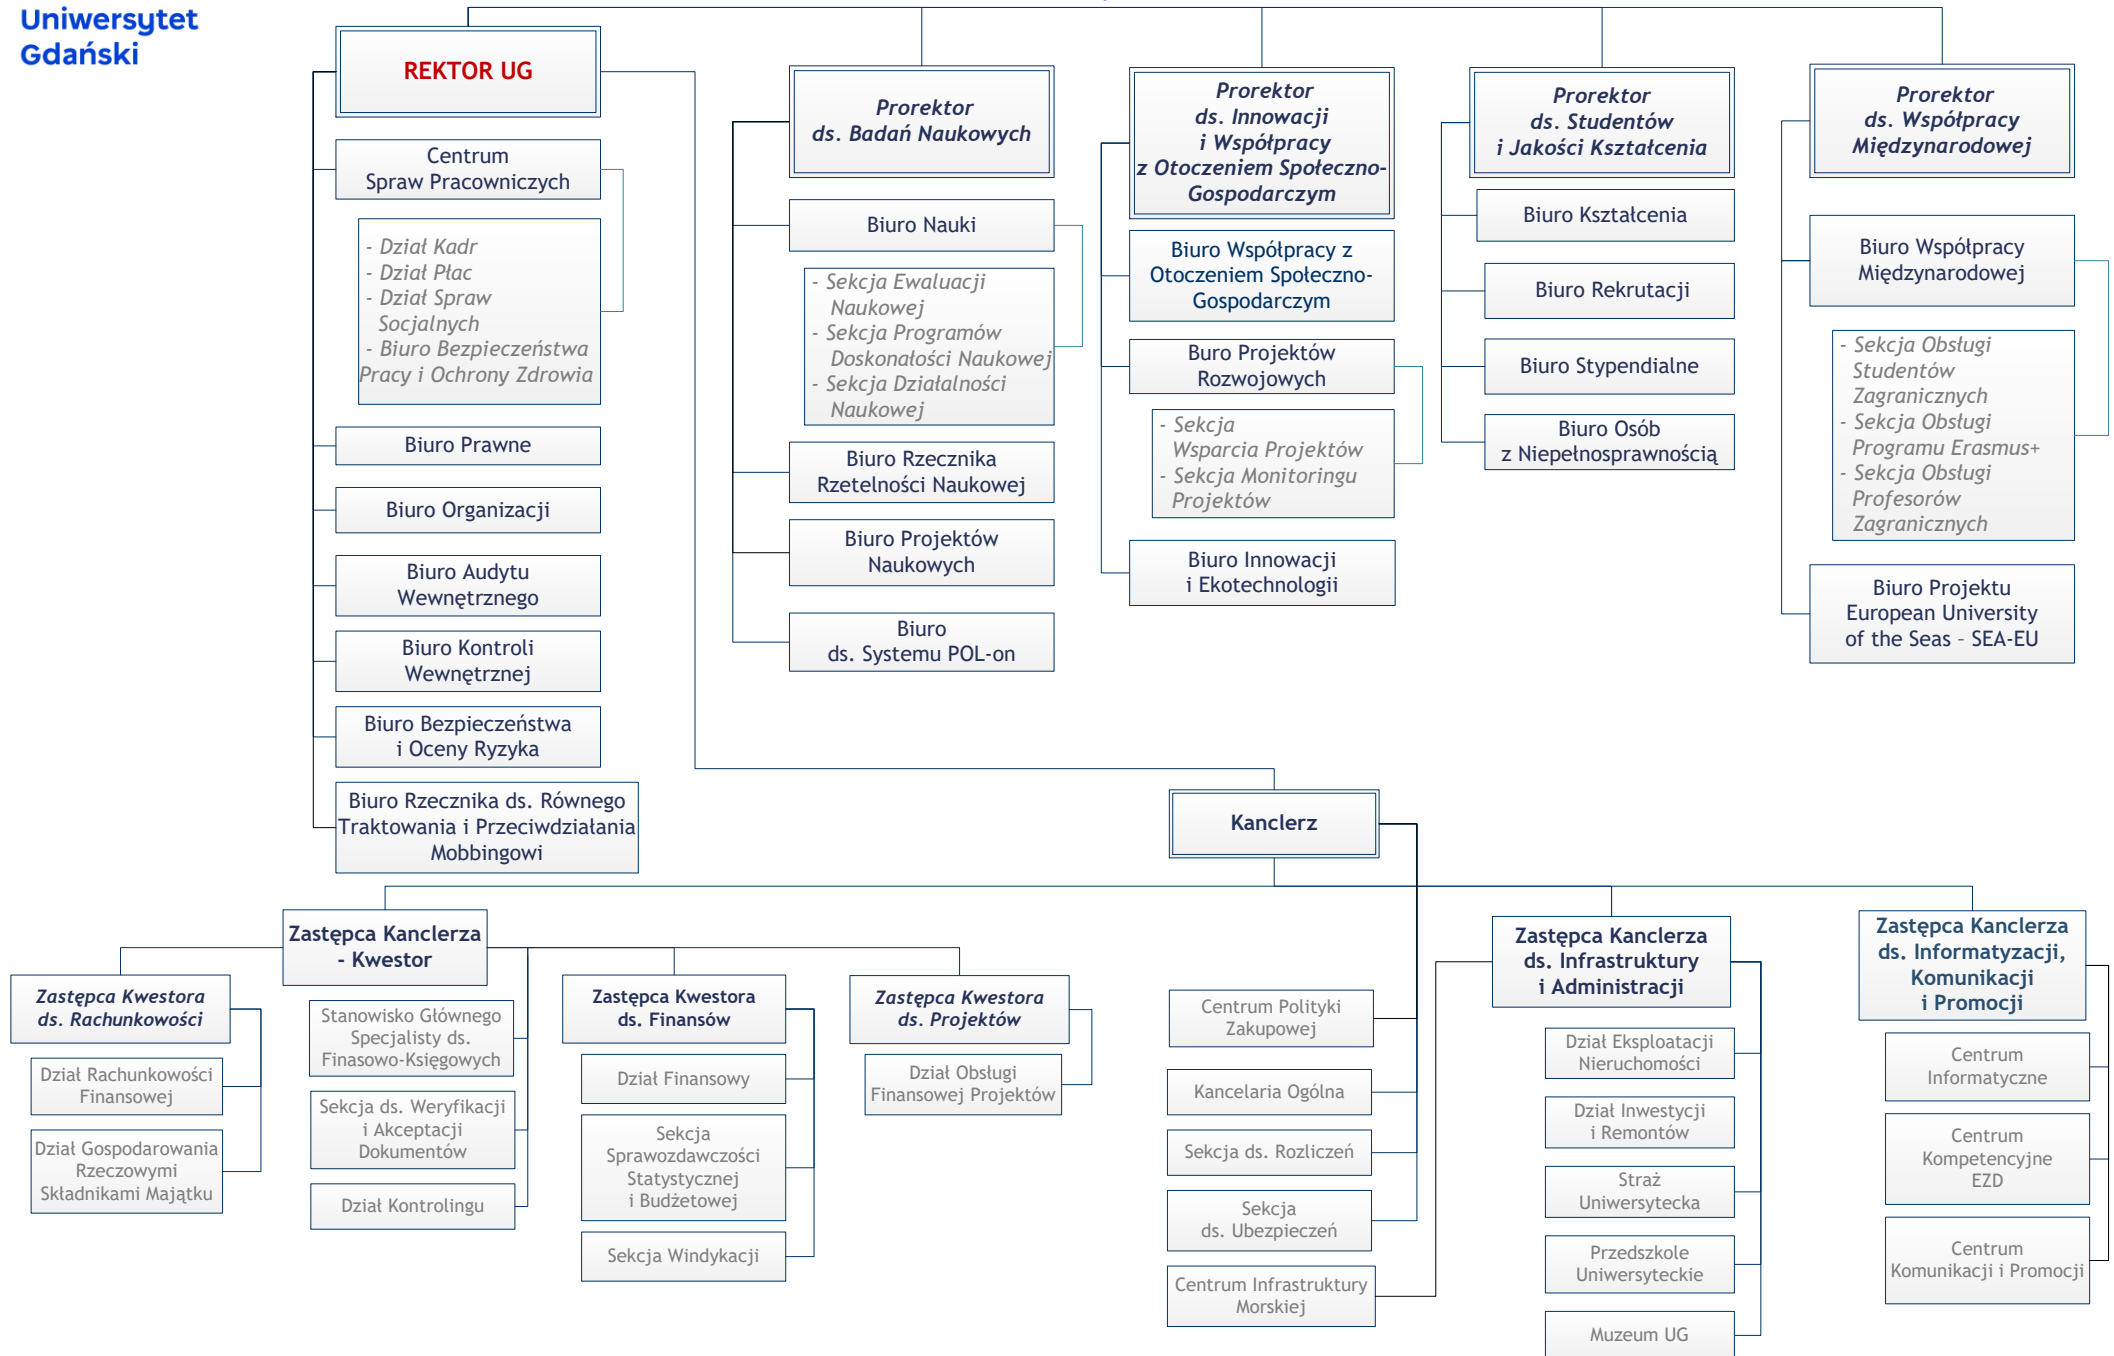 Uniwersytet
Gdański
REKTOR UG
Centrum
Spraw Pracowniczych
- Dział Kadr
- Dział Płac
- Dział Spraw
Socjalnych
- Biuro Bezpieczeństwa
Pracy i Ochrony Zdrowia
Biuro Prawne
Biuro Organizacji
Biuro Audytu
Wewnętrznego
Biuro Kontroli
Wewnętrznej
Biuro Bezpieczeństwa
i Oceny Ryzyka
Biuro Rzecznika ds. Równego
Traktowania i Przeciwdziałania
Mobbingowi
Prorektor
ds. Badań Naukowych
Biuro Nauki
- Sekcja Ewaluacji
Naukowej
- Sekcja Programów
Doskonałości Naukowej
- Sekcja Działalności
Naukowej
Biuro Rzecznika
Rzetelności Naukowej
Biuro Projektów
Naukowych
Biuro
ds. Systemu POL-on
Prorektor
ds. Innowacji
i Współpracy
z Otoczeniem Społeczno-
Gospodarczym
Biuro Współpracy z
Otoczeniem Społeczno-
Gospodarczym
Buro Projektów
Rozwojowych
- Sekcja
Wsparcia Projektów
- Sekcja Monitoringu
Projektów
Biuro Innowacji
i Ekotechnologii
Prorektor
ds. Studentów
i Jakości Kształcenia
Biuro Kształcenia
Biuro Rekrutacji
Biuro Stypendialne
Biuro Osób
z Niepełnosprawnością
Prorektor
ds. Współpracy
Międzynarodowej
Biuro Współpracy
Międzynarodowej
- Sekcja Obsługi
Studentów
Zagranicznych
- Sekcja Obsługi
Programu Erasmus+
- Sekcja Obsługi
Profesorów
Zagranicznych
Biuro Projektu
European University
of the Seas – SEA-EU
Kanclerz
Zastępca Kanclerza
- Kwestor
Zastępca Kwestora
ds. Rachunkowości
Dział Rachunkowości
Finansowej
Dział Gospodarowania
Rzeczowymi
Składnikami Majątku
Stanowisko Głównego
Specjalisty ds.
Finasowo-Księgowych
Sekcja ds. Weryfikacji
i Akceptacji
Dokumentów
Dział Kontrolingu
Zastępca Kwestora
ds. Finansów
Dział Finansowy
Sekcja
Sprawozdawczości
Statystycznej
i Budżetowej
Sekcja Windykacji
Zastępca Kwestora
ds. Projektów
Dział Obsługi
Finansowej Projektów
Centrum Polityki
Zakupowej
Kancelaria Ogólna
Sekcja ds. Rozliczeń
Sekcja
ds. Ubezpieczeń
Centrum Infrastruktury
Morskiej
Zastępca Kanclerza
ds. Infrastruktury
i Administracji
Dział Eksploatacji
Nieruchomości
Dział Inwestycji
i Remontów
Straż
Uniwersytecka
Przedszkole
Uniwersyteckie
Muzeum UG
Zastępca Kanclerza
ds. Informatyzacji,
Komunikacji
i Promocji
Centrum
Informatyczne
Centrum
Kompetencyjne
EZD
Centrum
Komunikacji i Promocji